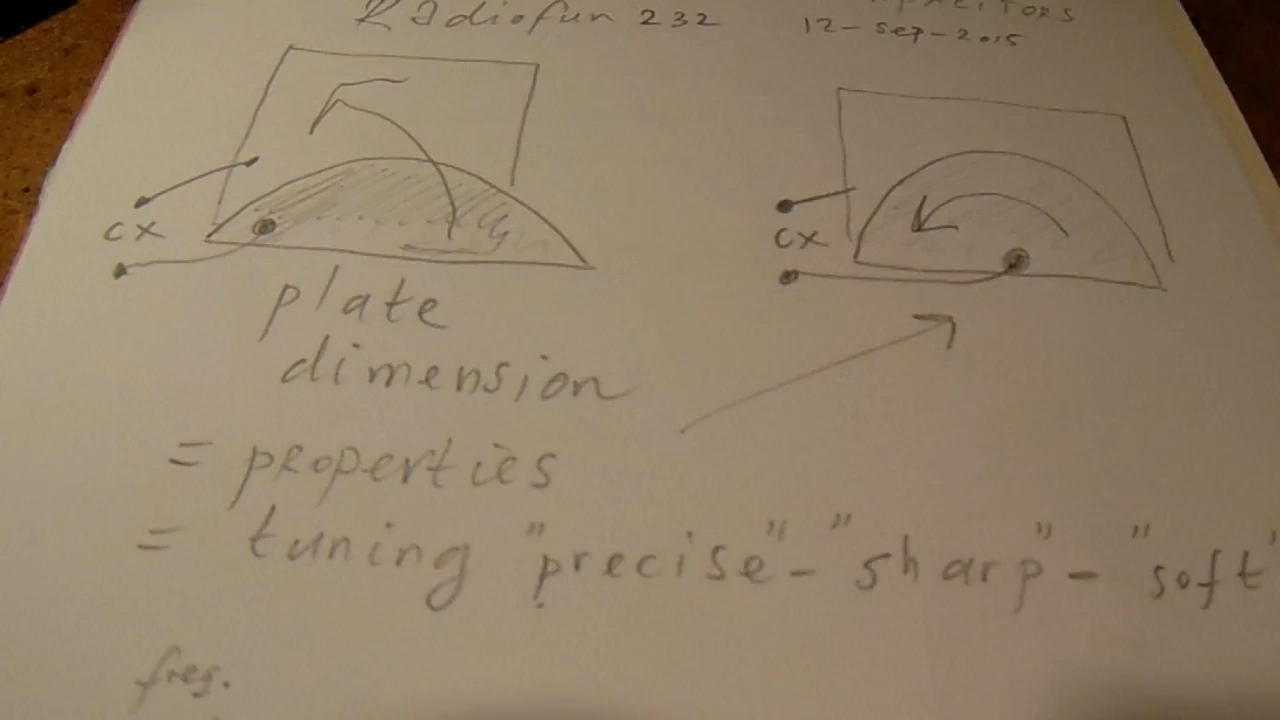 Radiofun 232
12-sep-2015
cx
cx
plate
dimension
= properties
= tuning "precise" - "sharp" - "soft"
freq.